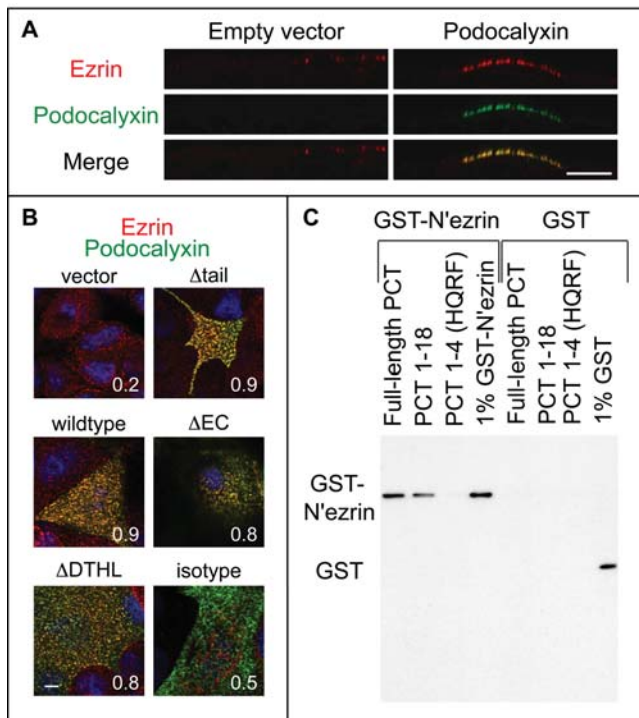 A
Empty vector
Podocalyxin
Ezrin
Podocalyxin
Merge
B
Ezrin
Podocalyxin
vector
Δtail
0.2
0.9
wildtype
ΔEC
0.9
0.8
ΔDTHL
isotype
0.8
0.5
C
GST-N'ezrin
GST
Full-length PCT
PCT 1-18
PCT 1-4 (HQRF)
1% GST-N'ezrin
Full-length PCT
PCT 1-18
PCT 1-4 (HQRF)
1% GST
GST-
N'ezrin
GST